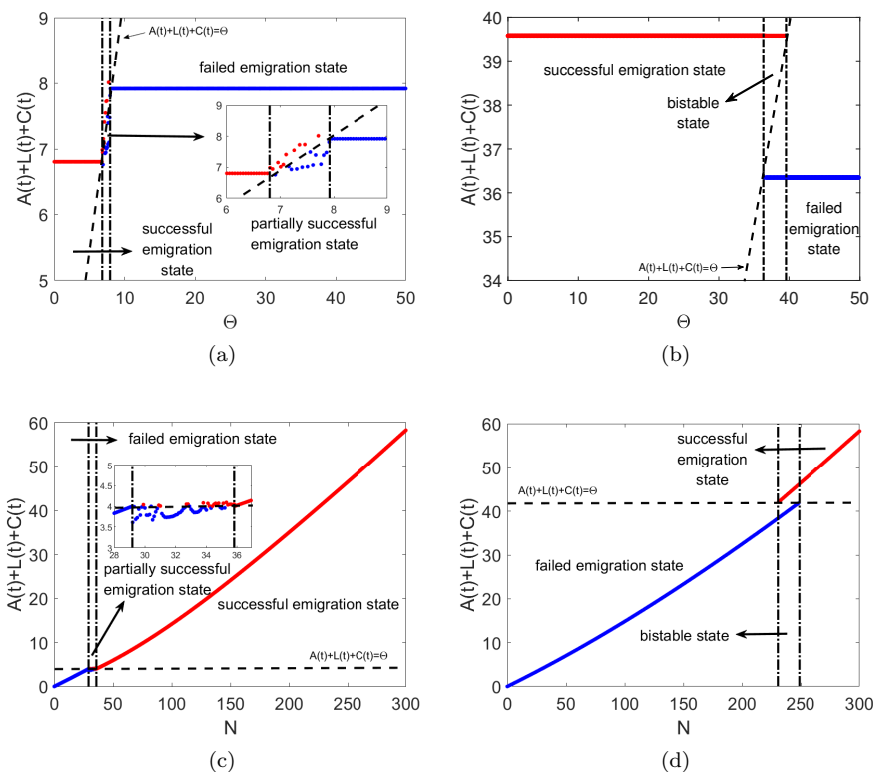 A(t)+L(t)+C(t)
9
8
7
6
5
A(t)+L(t)+C(t)=Θ
failed emigration state
8
7
6
6 7 8 9
partially successful
emigration state
successful
emigration
state
0 10 20 30 40 50
Θ
(a)
A(t)+L(t)+C(t)
40
39
38
37
36
35
34
successful emigration state
bistable
state
failed
emigration
state
A(t)+L(t)+C(t)=Θ
0 10 20 30 40 50
Θ
(b)
A(t)+L(t)+C(t)
60
50
40
30
20
10
0
failed emigration state
5
4
3
28 30 32 34 36
partially successful
emigration state
successful emigration state
A(t)+L(t)+C(t)=Θ
0 50 100 150 200 250 300
N
(c)
A(t)+L(t)+C(t)
60
50
40
30
20
10
0
successful
emigration
state
A(t)+L(t)+C(t)=Θ
failed emigration state
bistable state
0 50 100 150 200 250 300
N
(d)